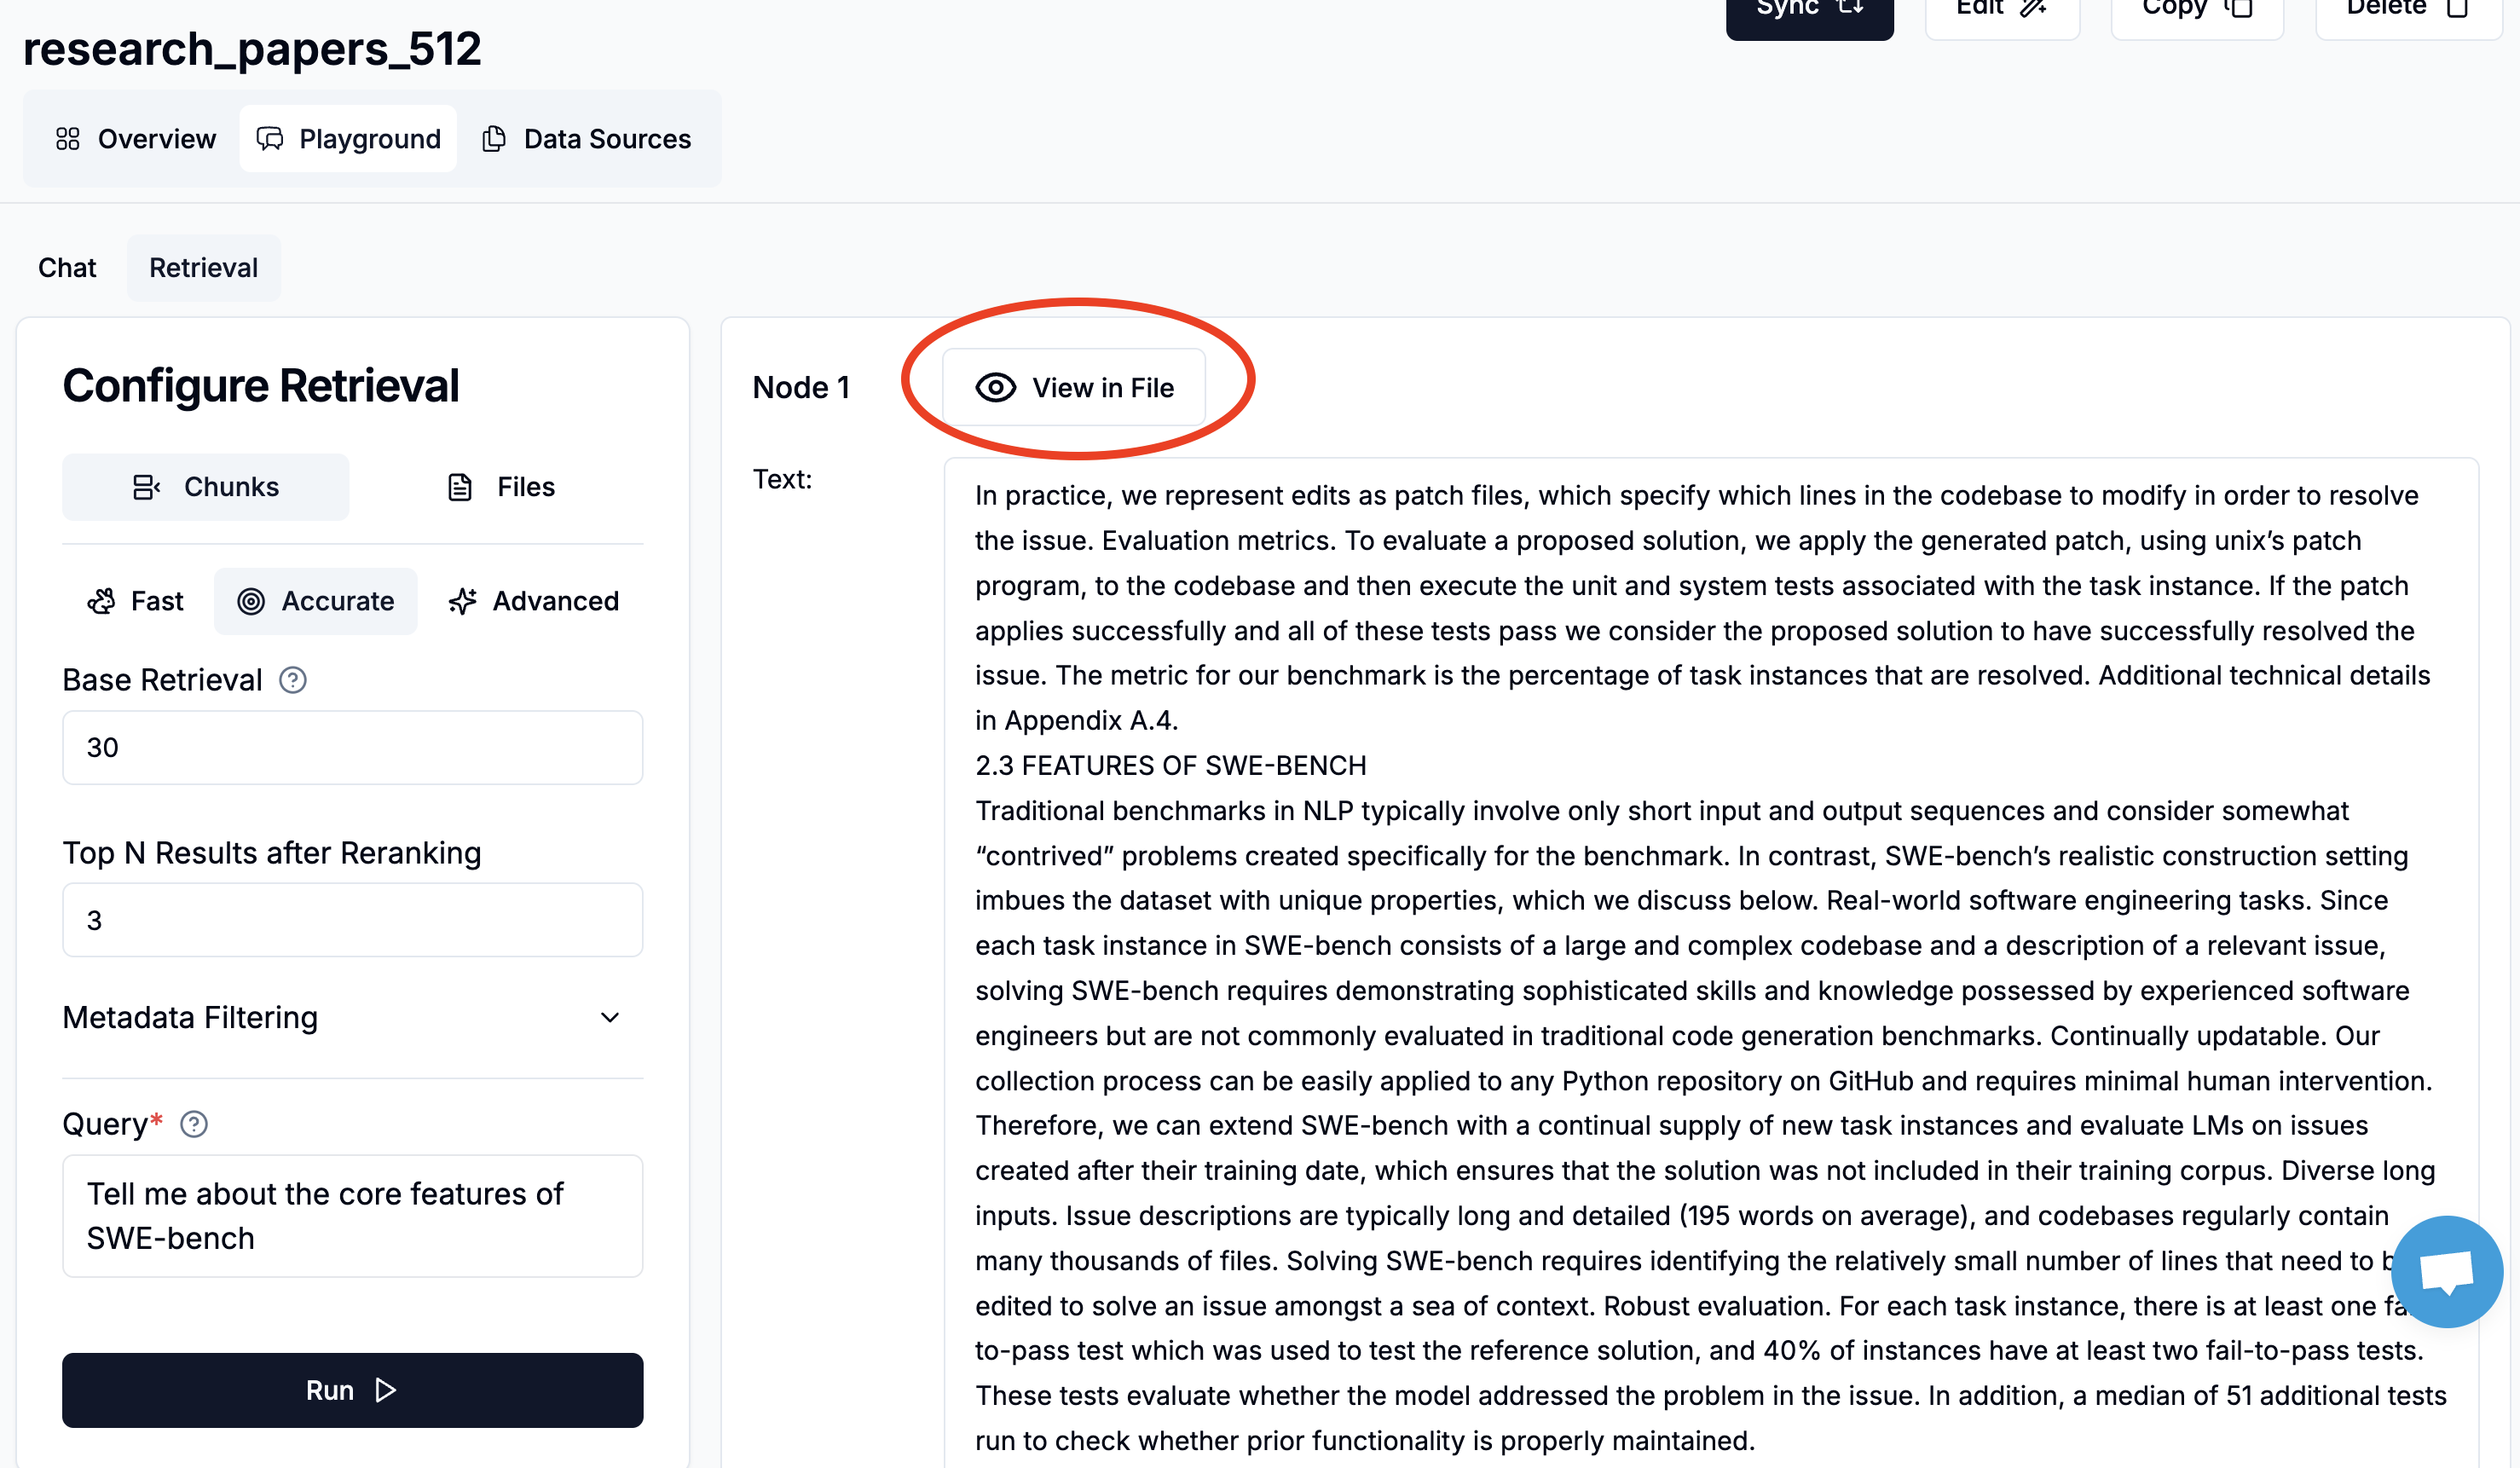 research_papers_512
Sync
Edit
Copy
Delete
Overview
Playground
Data Sources
Chat
Retrieval
Configure Retrieval
Chunks
Files
Fast
Accurate
Advanced
Base Retrieval
30
Top N Results after Reranking
3
Metadata Filtering
Query*
Tell me about the core features of
SWE-bench
Run
Node 1
View in File
Text:
In practice, we represent edits as patch files, which specify which lines in the codebase to modify in order to resolve
the issue. Evaluation metrics. To evaluate a proposed solution, we apply the generated patch, using unix’s patch
program, to the codebase and then execute the unit and system tests associated with the task instance. If the patch
applies successfully and all of these tests pass we consider the proposed solution to have successfully resolved the
issue. The metric for our benchmark is the percentage of task instances that are resolved. Additional technical details
in Appendix A.4.
2.3 FEATURES OF SWE-BENCH
Traditional benchmarks in NLP typically involve only short input and output sequences and consider somewhat
“contrived” problems created specifically for the benchmark. In contrast, SWE-bench’s realistic construction setting
imbues the dataset with unique properties, which we discuss below. Real-world software engineering tasks. Since
each task instance in SWE-bench consists of a large and complex codebase and a description of a relevant issue,
solving SWE-bench requires demonstrating sophisticated skills and knowledge possessed by experienced software
engineers but are not commonly evaluated in traditional code generation benchmarks. Continually updatable. Our
collection process can be easily applied to any Python repository on GitHub and requires minimal human intervention.
Therefore, we can extend SWE-bench with a continual supply of new task instances and evaluate LMs on issues
created after their training date, which ensures that the solution was not included in their training corpus. Diverse long
inputs. Issue descriptions are typically long and detailed (195 words on average), and codebases regularly contain
many thousands of files. Solving SWE-bench requires identifying the relatively small number of lines that need to
edited to solve an issue amongst a sea of context. Robust evaluation. For each task instance, there is at least one
to-pass test which was used to test the reference solution, and 40% of instances have at least two fail-to-pass tests.
These tests evaluate whether the model addressed the problem in the issue. In addition, a median of 51 additional tests
run to check whether prior functionality is properly maintained.